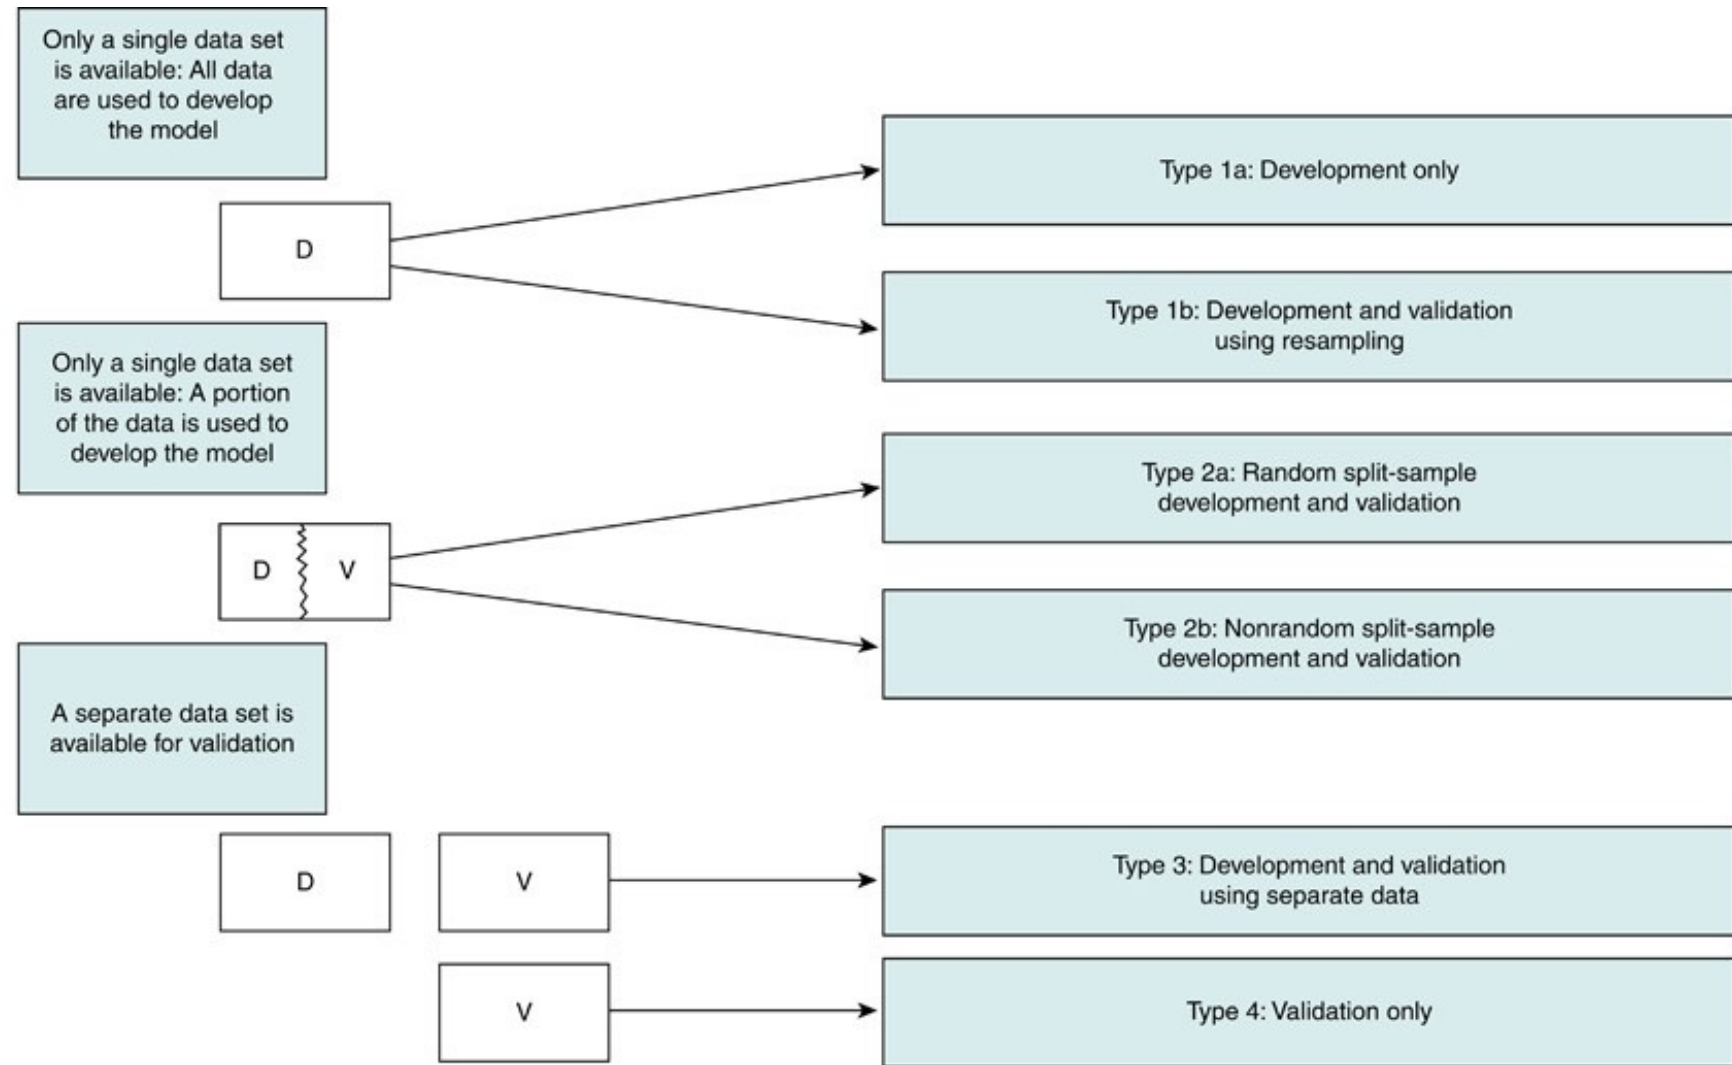 Only a single data set
is available: All data
are used to develop
the model
Type 1a: Development only
D
Type 1b: Development and validation
using resampling
Only a single data set
is available: A portion
of the data is used to
develop the model
Type 2a: Random split-sample
development and validation
D V
Type 2b: Nonrandom split-sample
development and validation
A separate data set is
available for validation
D
V
Type 3: Development and validation
using separate data
V
Type 4: Validation only